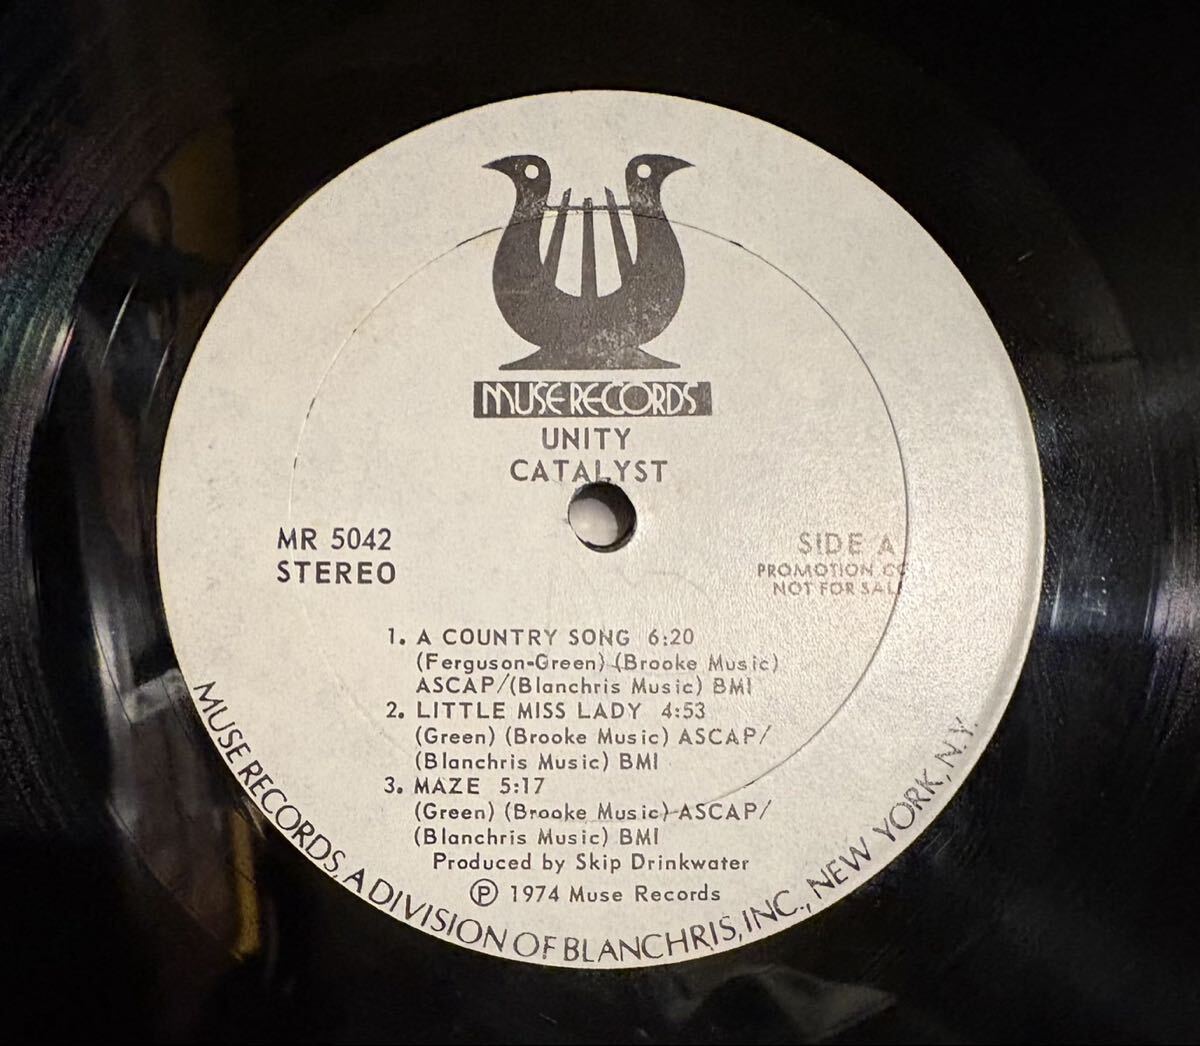 MUSE RECORDS
UNITY
CATALYST
MR 5042
STEREO
SIDE A
PROMOTION
NOT FOR
1. A COUNTRY SONG 6:20
(Ferguson-Green) (Brooke Music)
ASCAP/(Blanchris Music) BMI
2. LITTLE MISS LADY 4:53
(Green) (Brooke Music) ASCAP/
(Blanchris Music) BMI
3. MAZE 5:17
(Green) (Brooke Music) ASCAP/
(Blanchris Music) BMI
Produced by Skip Drinkwater
Ⓟ 1974 Muse Records
MUSE RECORDS, A DIVISION OF BLANCHRIS, INC., NEW YORK, N.Y.